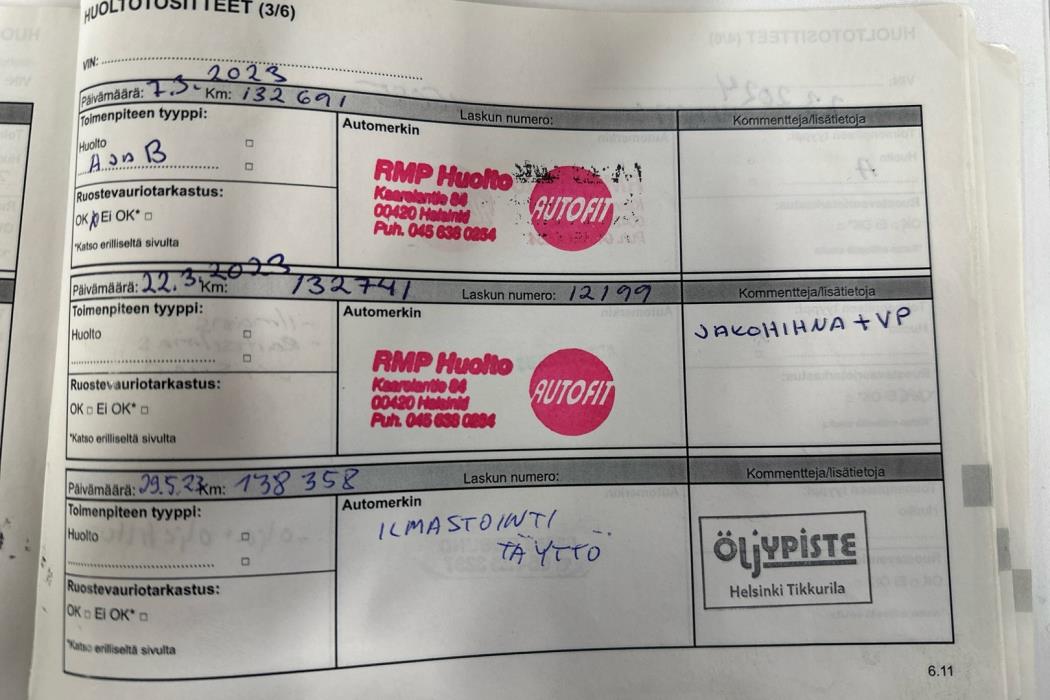 HUOLTOTOSITTEET (3/6)
VIN:
Päivämäärä: 7.3.2023 Km: 132 691 Laskun numero: Kommentteja/lisätietoja
Toimenpiteen tyyppi: Automerkin
Huolto
A ja B
RMP Huolto
Kaarelantie 84
00420 Helsinki
Puh. 045 638 0254
AUTOFIT
Ruostevauriotarkastus:
OK Ei OK*
*Katso erilliseltä sivulta
Päivämäärä: 22.3.2023 Km: 132741 Laskun numero: 12199 Kommentteja/lisätietoja
Toimenpiteen tyyppi: Automerkin
Huolto
JAKOHIHNA + VP
RMP Huolto
Kaarelantie 84
00420 Helsinki
Puh. 045 638 0254
AUTOFIT
Ruostevauriotarkastus:
OK Ei OK*
*Katso erilliseltä sivulta
Päivämäärä: 29.5.23 Km: 138 358 Laskun numero: Kommentteja/lisätietoja
Toimenpiteen tyyppi: Automerkin
Huolto
ILMASTOINTI
TÄYTTÖ
ÖLJYPISTE
Helsinki Tikkurila
Ruostevauriotarkastus:
OK Ei OK*
*Katso erilliseltä sivulta
6.11